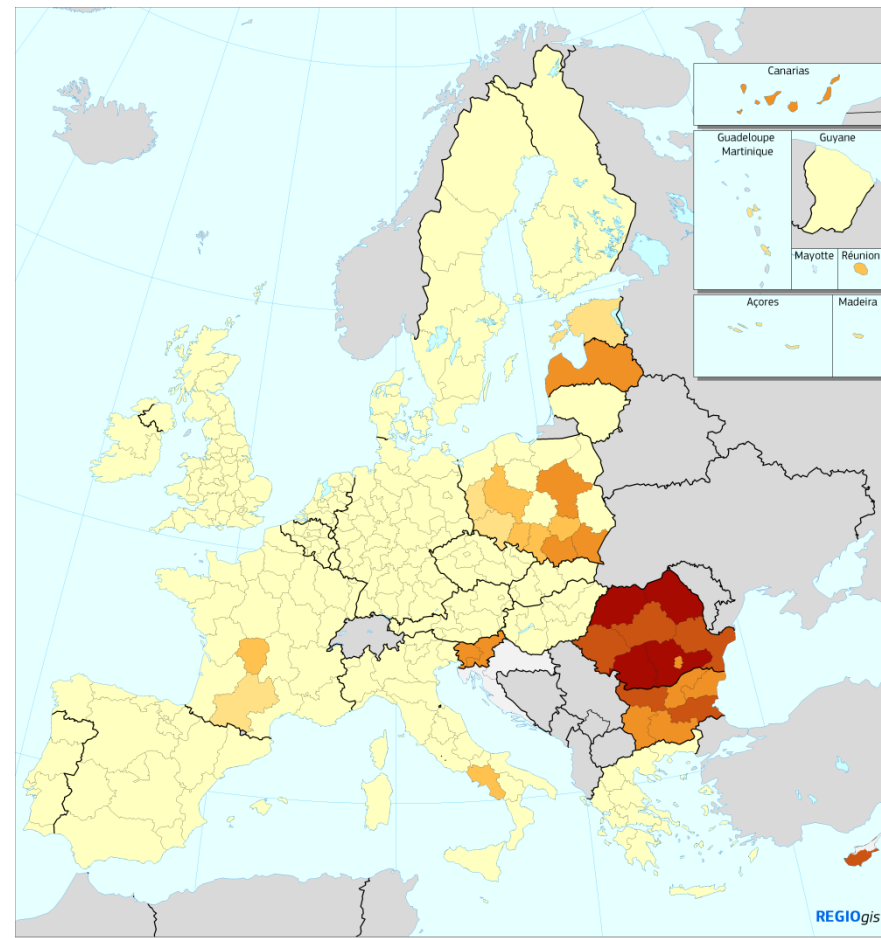 Canarias
Guadeloupe
Martinique
Guyane
Mayotte
Réunion
Açores
Madeira
REGIOgis